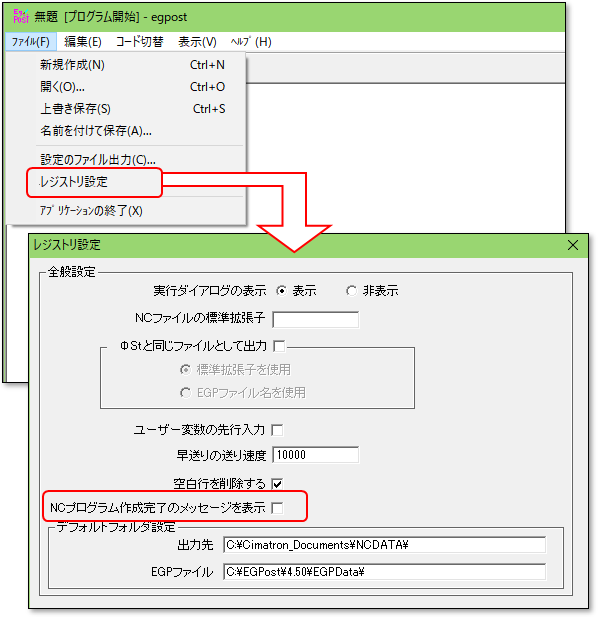 E
POST 無題 [プログラム開始] - egpost
ファイル(F) 編集(E) コード切替 表示(V) ヘルプ(H)
新規作成(N) Ctrl+N
開く(O)... Ctrl+O
上書き保存(S) Ctrl+S
名前を付けて保存(A)...
設定のファイル出力(C)...
レジストリ設定
アプリケーションの終了(X)
レジストリ設定
全般設定
実行ダイアログの表示 表示 非表示
NCファイルの標準拡張子
ΦStと同じファイルとして出力
標準拡張子を使用
EGPファイル名を使用
ユーザー変数の先行入力
早送りの送り速度 10000
空白行を削除する
NCプログラム作成完了のメッセージを表示
デフォルトフォルダ設定
出力先 C:¥Cimatron_Documents¥NCDATA¥
EGPファイル C:¥EGPost¥4.50¥EGPData¥